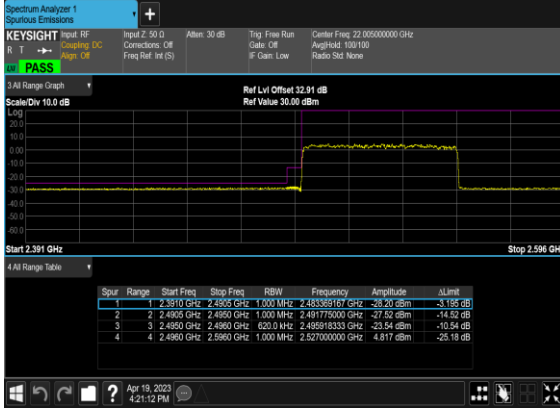 Spectrum Analyzer 1
Spurious Emissions
+
KEYSIGHT Input: RF Input Z: 50 Ω Atten: 30 dB Trig: Free Run Center Freq: 22.005000000 GHz
R T Coupling: DC Corrections: Off Gate: Off Avg|Hold: 100/100
Align: Off Freq Ref: Int (S) IF Gain: Low Radio Std: None
PASS
3 All Range Graph
Ref Lvl Offset 32.91 dB
Scale/Div 10.0 dB Ref Value 30.00 dBm
Log
20.0
10.0
0.00
-10.0
-20.0
-30.0
-40.0
-50.0
-60.0
Start 2.391 GHz Stop 2.596 GH
4 All Range Table
Spur Range Start Freq Stop Freq RBW Frequency Amplitude ΔLimit
1 1 2.3910 GHz 2.4905 GHz 1.000 MHz 2.483369167 GHz -28.20 dBm -3.195 dB
2 2 2.4905 GHz 2.4950 GHz 1.000 MHz 2.491775000 GHz -27.52 dBm -14.52 dB
3 3 2.4950 GHz 2.4960 GHz 620.0 kHz 2.495918333 GHz -23.54 dBm -10.54 dB
4 4 2.4960 GHz 2.5960 GHz 1.000 MHz 2.527000000 GHz 4.817 dBm -25.18 dB
? Apr 19, 2023
4:21:12 PM